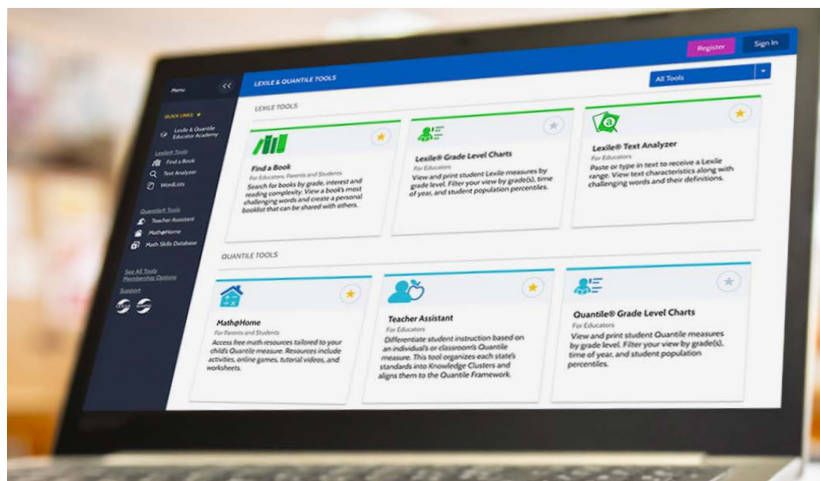 Menu
<<
LEXILE & QUANTILE TOOLS
Register
Sign In
All Tools
QUICK LINKS
Lexile & Quantile
Educator Academy
Lexile® Tools
Find a Book
Text Analyzer
WordLists
Quantile® Tools
Teacher Assistant
Math@Home
Math Skills Database
See All Tools
Membership Options
Support
LEXILE TOOLS
Find a Book
For Educators, Parents and Students
Search for books by grade, interest and
reading complexity. View a book's most
challenging words and create a personal
booklist that can be shared with others.
Lexile® Grade Level Charts
For Educators
View and print student Lexile measures by
grade level. Filter your view by grade(s), time
of year, and student population percentiles.
a
Lexile® Text Analyzer
For Educators
Paste or type in text to receive a Lexile
range. View text characteristics along with
challenging words and their definitions.
QUANTILE TOOLS
Math@Home
For Parents and Students
Access free math resources tailored to your
child's Quantile measure. Resources include
activities, online games, tutorial videos, and
worksheets.
Teacher Assistant
For Educators
Differentiate student instruction based on
an individual's or classroom's Quantile
measure. This tool organizes each state's
standards into Knowledge Clusters and
aligns them to the Quantile Framework.
Quantile® Grade Level Charts
For Educators
View and print student Quantile measures
by grade level. Filter your view by grade(s),
time of year, and student population
percentiles.